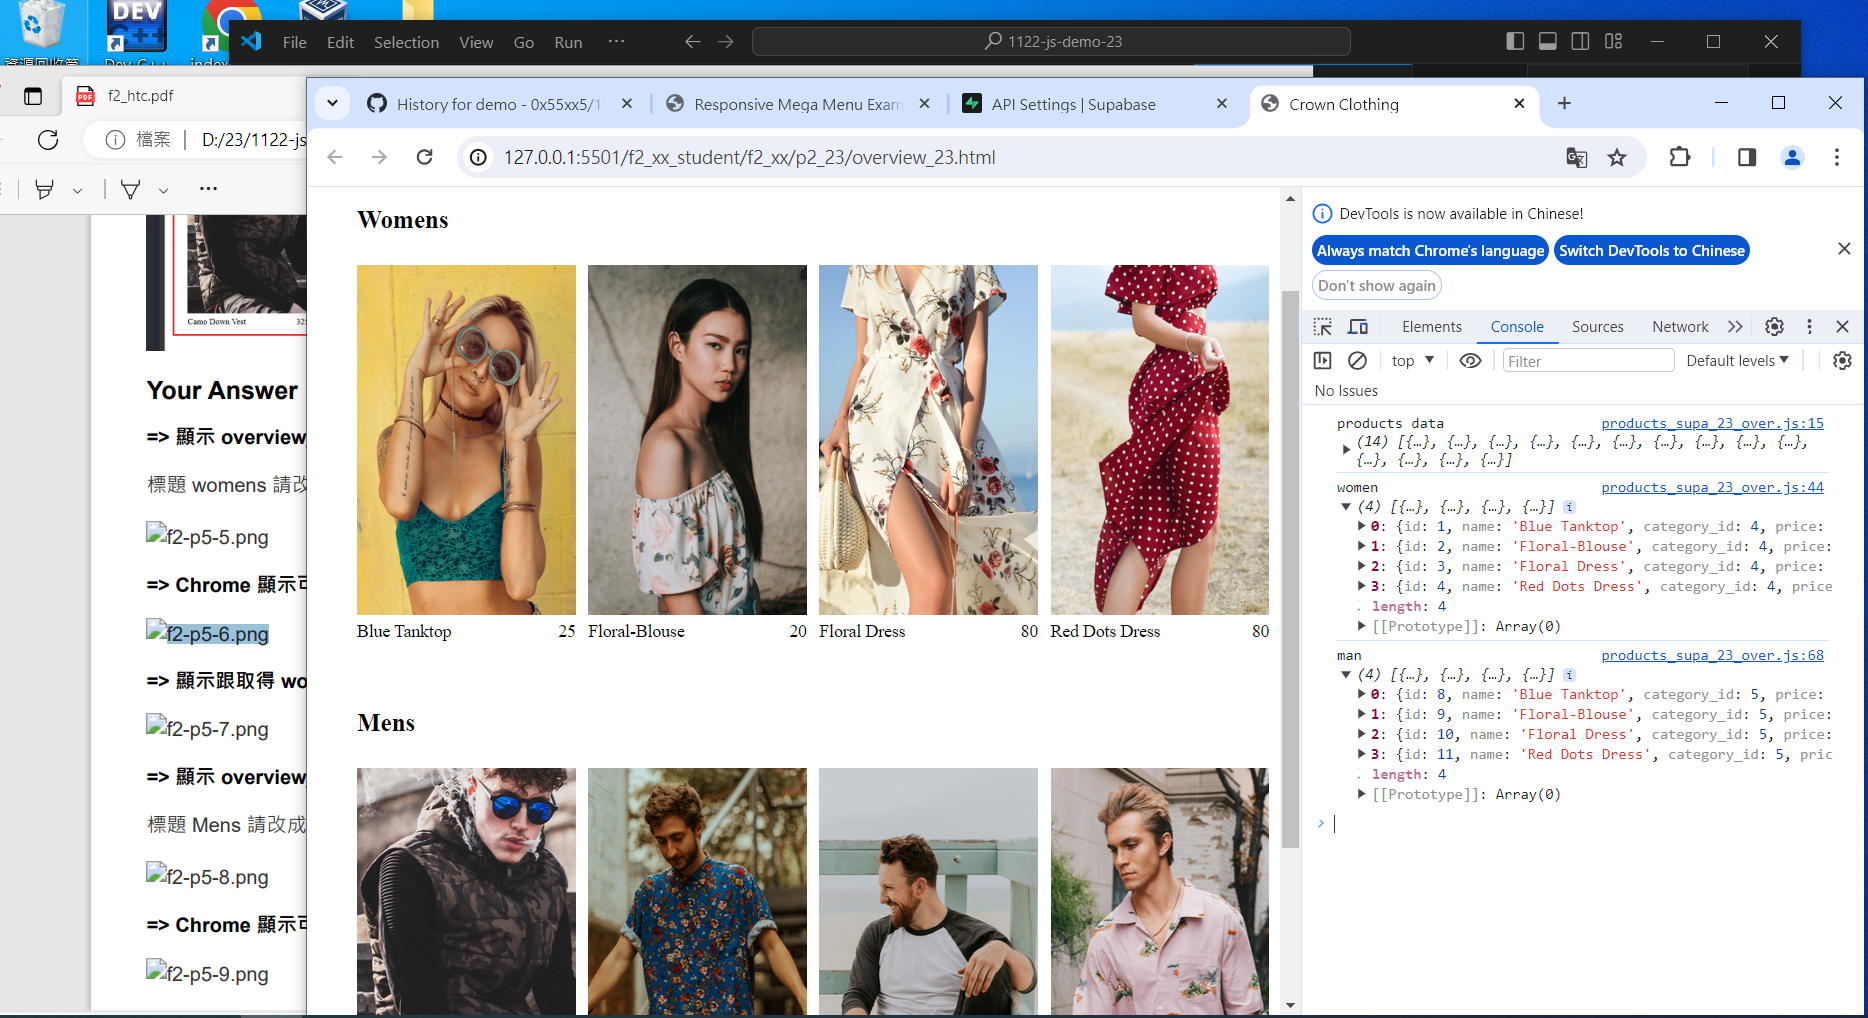 資源回收筒
Dev-C++
index
DEV
File Edit Selection View Go Run ··· 1122-js-demo-23
f2_htc.pdf
檔案 D:/23/1122-js
Camo Down Vest 325
Your Answer
=> 顯示 overview
標題 womens 請改
f2-p5-5.png
=> Chrome 顯示可
f2-p5-6.png
=> 顯示跟取得 wo
f2-p5-7.png
=> 顯示 overview
標題 Mens 請改成
f2-p5-8.png
=> Chrome 顯示可
f2-p5-9.png
History for demo - 0x55xx5/1 Responsive Mega Menu Exam API Settings | Supabase Crown Clothing
127.0.0.1:5501/f2_xx_student/f2_xx/p2_23/overview_23.html
Womens
Blue Tanktop 25 Floral-Blouse 20 Floral Dress 80 Red Dots Dress 80
Mens
DevTools is now available in Chinese!
Always match Chrome's language Switch DevTools to Chinese
Don't show again
Elements Console Sources Network
top Filter Default levels
No Issues
products data products_supa_23_over.js:15
(14) [{…}, {…}, {…}, {…}, {…}, {…}, {…}, {…}, {…}, {…},
{…}, {…}, {…}, {…}]
women products_supa_23_over.js:44
(4) [{…}, {…}, {…}, {…}] i
0: {id: 1, name: 'Blue Tanktop', category_id: 4, price:
1: {id: 2, name: 'Floral-Blouse', category_id: 4, price:
2: {id: 3, name: 'Floral Dress', category_id: 4, price:
3: {id: 4, name: 'Red Dots Dress', category_id: 4, price
length: 4
[[Prototype]]: Array(0)
man products_supa_23_over.js:68
(4) [{…}, {…}, {…}, {…}] i
0: {id: 8, name: 'Blue Tanktop', category_id: 5, price:
1: {id: 9, name: 'Floral-Blouse', category_id: 5, price:
2: {id: 10, name: 'Floral Dress', category_id: 5, price:
3: {id: 11, name: 'Red Dots Dress', category_id: 5, pric
length: 4
[[Prototype]]: Array(0)